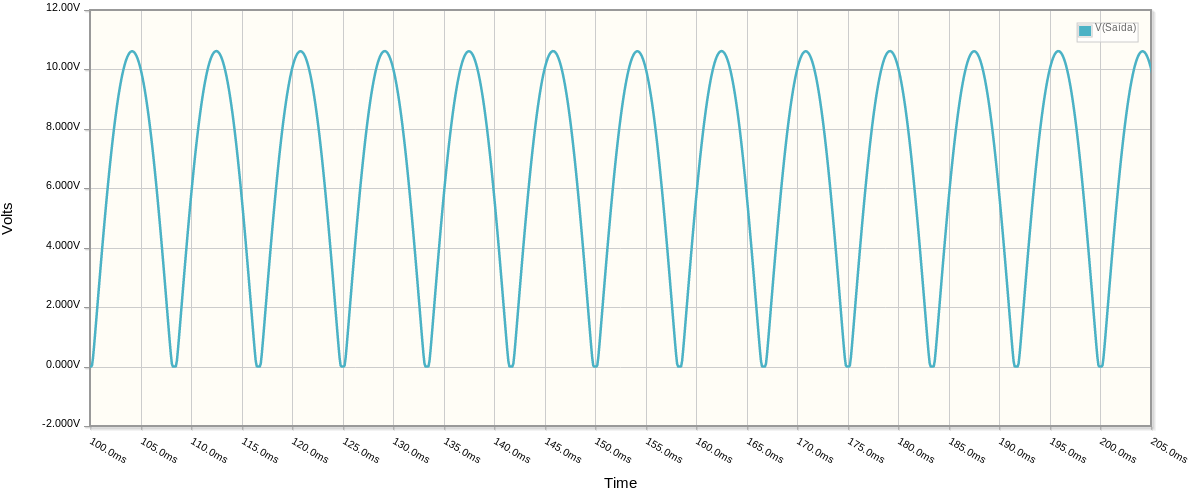 12.00V
10.00V
8.000V
6.000V
4.000V
2.000V
0.000V
-2.000V
Volts
V(Saída)
100.0ms
105.0ms
110.0ms
115.0ms
120.0ms
125.0ms
130.0ms
135.0ms
140.0ms
145.0ms
150.0ms
155.0ms
160.0ms
165.0ms
170.0ms
175.0ms
180.0ms
185.0ms
190.0ms
195.0ms
200.0ms
205.0ms
Time